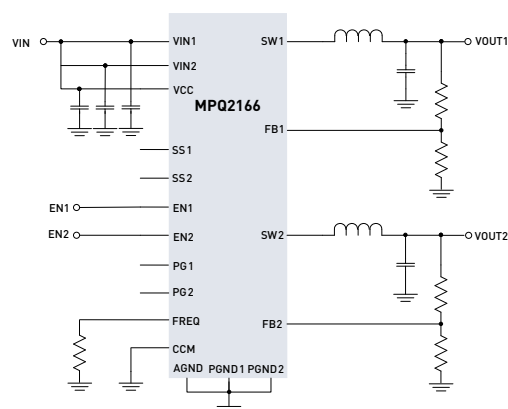 VIN
VIN1
VIN2
VCC
MPQ2166
SS1
SS2
EN1
EN1
EN2
EN2
PG1
PG2
FREQ
CCM
AGND PGND1 PGND2
SW1
VOUT1
FB1
SW2
VOUT2
FB2